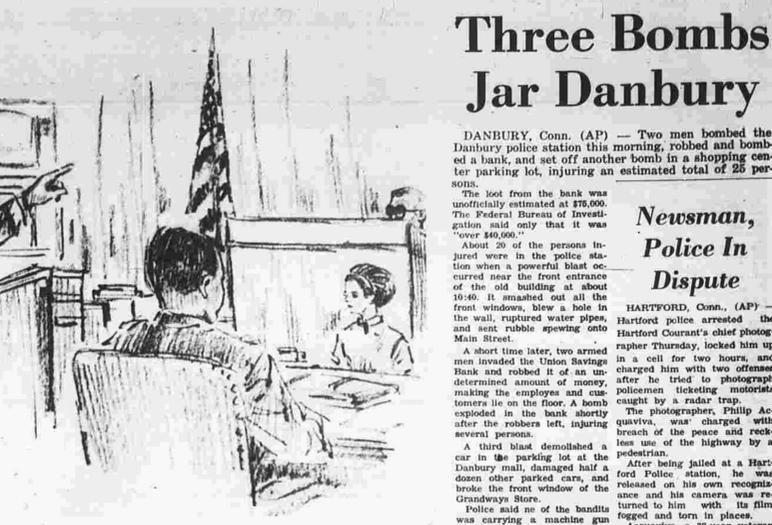 Three Bombs
Jar Danbury
DANBURY, Conn. (AP) — Two men bombed the
Danbury police station this morning, robbed and bomb-
ed a bank, and set off another bomb in a shopping cen-
ter parking lot, injuring an estimated total of 25 per-
sons.
The loot from the bank was
unofficially estimated at $75,000.
The Federal Bureau of Investi-
gation said only that it was
"over $40,000."
About 20 of the persons in-
jured were in the police sta-
tion when a powerful blast oc-
curred near the front entrance
of the old building at about
10:40. It smashed out all the
front windows, blew a hole in
the wall, ruptured water pipes,
and sent rubble spewing onto
Main Street.
A short time later, two armed
men invaded the Union Savings
Bank and robbed it of an un-
determined amount of money,
making the employes and cus-
tomers lie on the floor. A bomb
exploded in the bank shortly
after the robbers left, injuring
several persons.
A third blast demolished a
car in the parking lot at the
Danbury mall, damaged half a
dozen other parked cars, and
broke the front window of the
Grandways Store.
Police said ne of the bandits
was carrying a machine gun
Newsman,
Police In
Dispute
HARTFORD, Conn., (AP) —
Hartford police arrested the
Hartford Courant's chief photog-
rapher Thursday, locked him up
in a cell for two hours, and
charged him with two offenses
after he tried to photograph
policemen ticketing motorists
caught by a radar trap.
The photographer, Philip Ac-
quaviva, was charged with
breach of the peace and reck-
less use of the highway by a
pedestrian.
After being jailed at a Hart-
ford Police station, he was
released on his own recogniz-
ance and his camera was re-
turned to him with its film
fogged and torn in places.